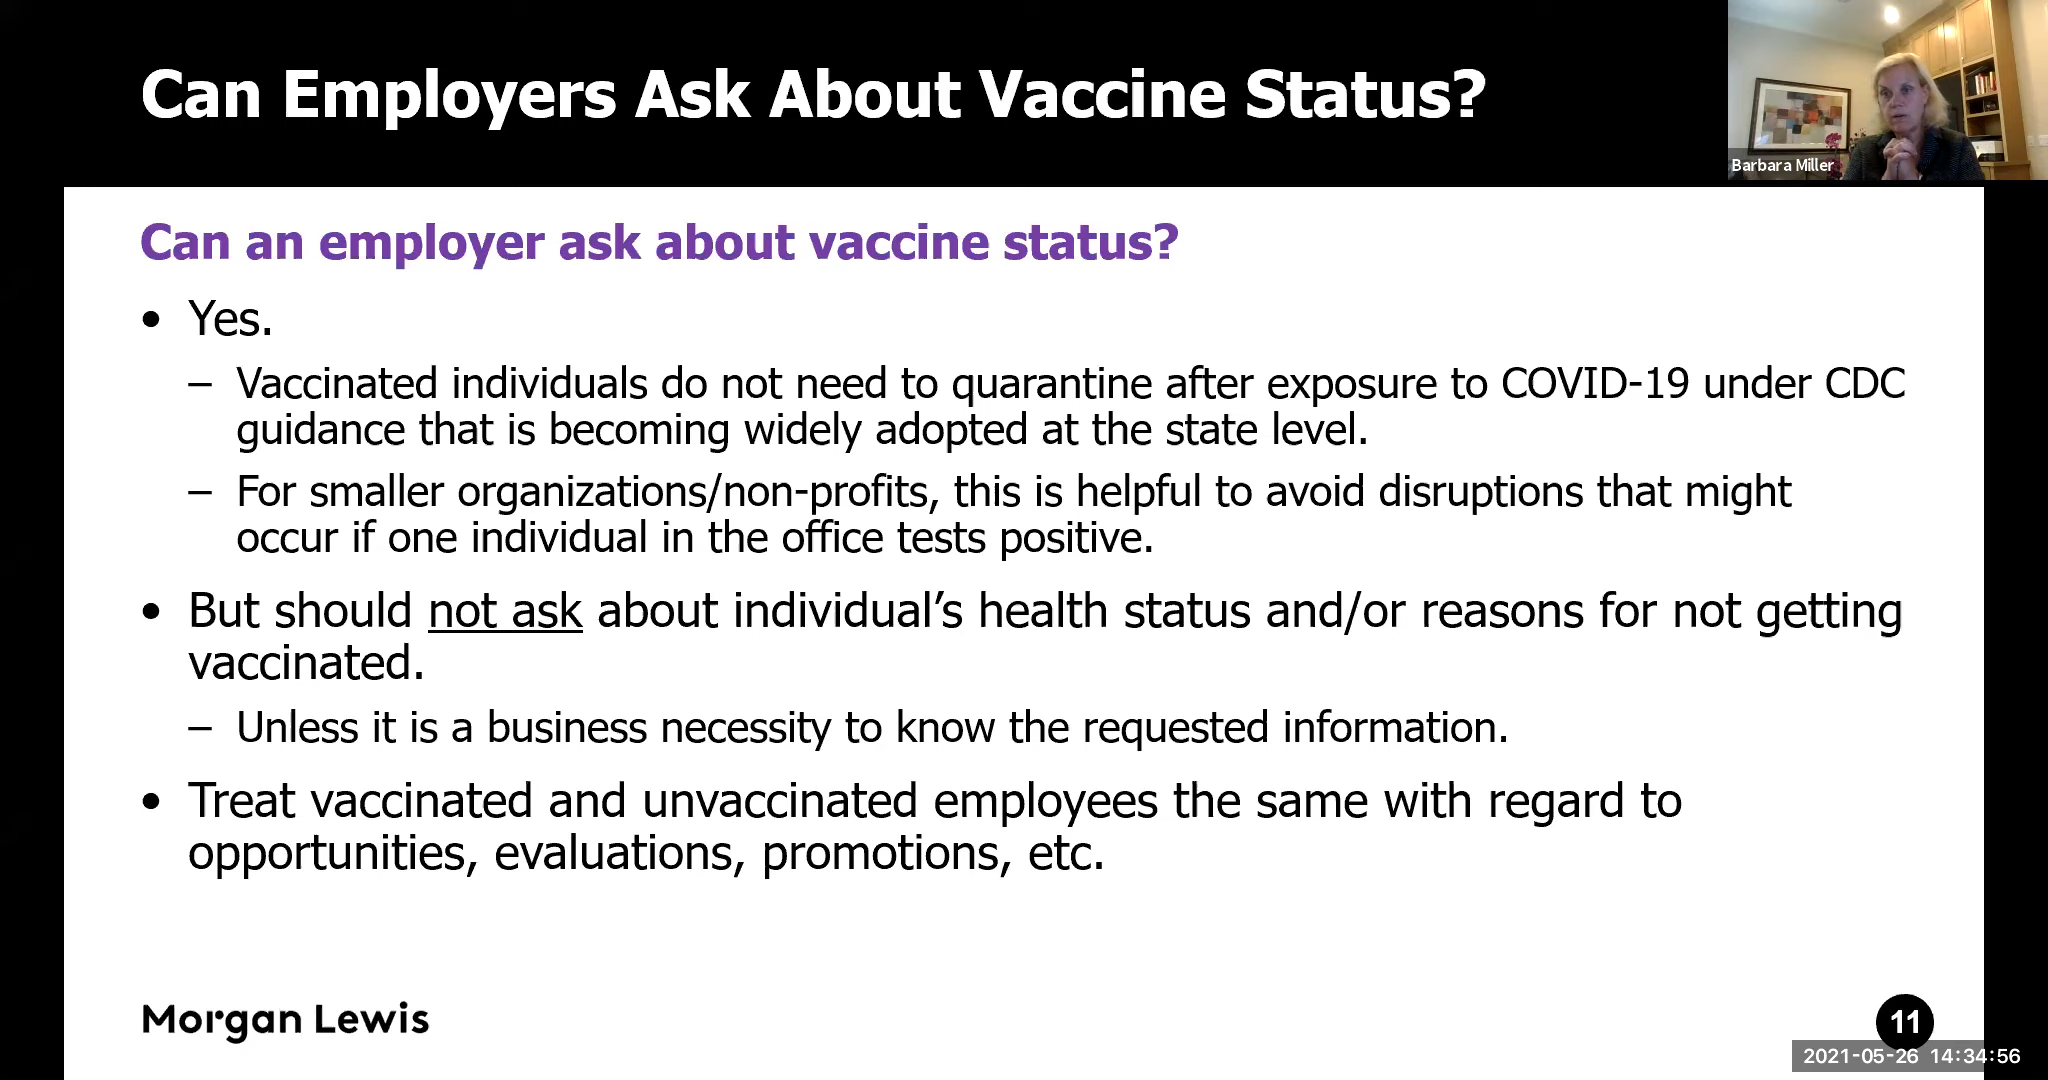 Can Employers Ask About Vaccine Status?
Barbara Miller
Can an employer ask about vaccine status?
• Yes.
– Vaccinated individuals do not need to quarantine after exposure to COVID-19 under CDC
guidance that is becoming widely adopted at the state level.
– For smaller organizations/non-profits, this is helpful to avoid disruptions that might
occur if one individual in the office tests positive.
• But should not ask about individual’s health status and/or reasons for not getting
vaccinated.
– Unless it is a business necessity to know the requested information.
• Treat vaccinated and unvaccinated employees the same with regard to
opportunities, evaluations, promotions, etc.
Morgan Lewis
11
2021-05-26 14:34:56